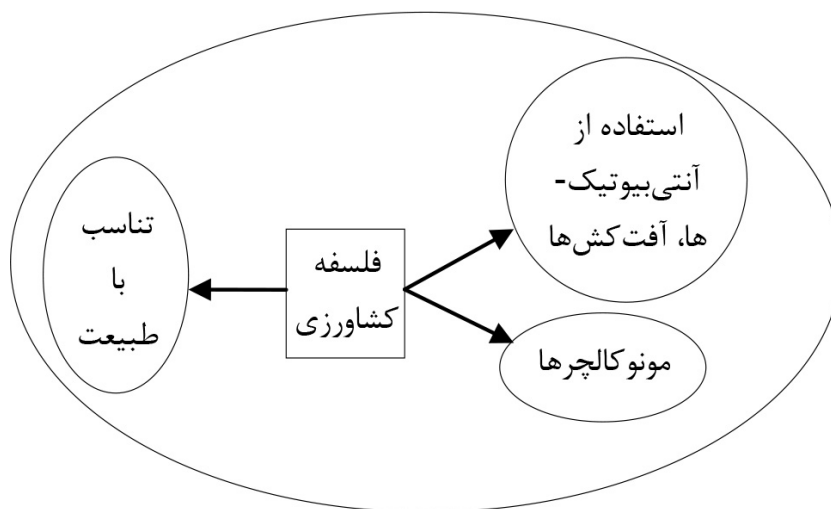 استفاده از
آنتی‌بیوتیک-
ها، آفت‌کش‌ها
تناسب
با
طبیعت
فلسفه
کشاورزی
مونوکالچرها